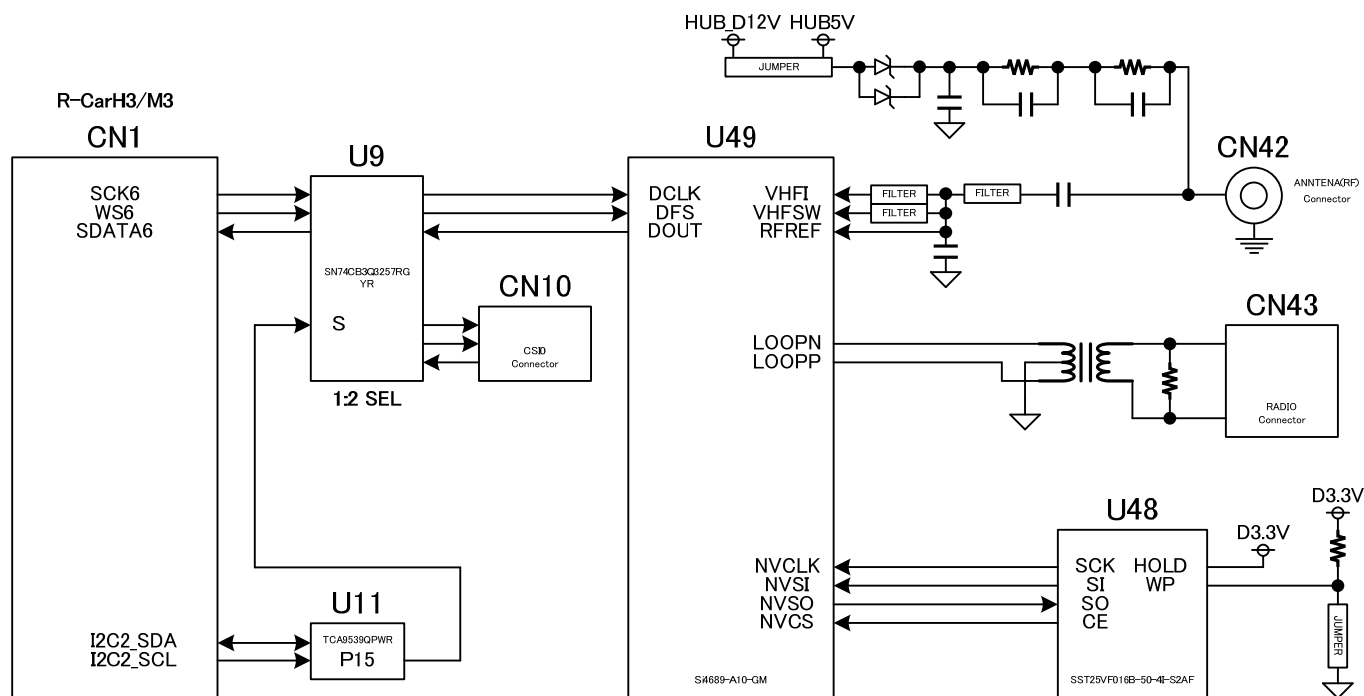 HUB_D12V HUB5V
JUMPER
R-CarH3/M3
CN1
SCK6
WS6
SDATA6
I2C2_SDA
I2C2_SCL
U9
SN74CB3Q3257RG
YR
S
1:2 SEL
CN10
CSI0
Connector
U11
TCA9539QPWR
P15
U49
DCLK
DFS
DOUT
VHFI
VHFSW
RFREF
LOOPN
LOOPP
NVCLK
NVSI
NVSO
NVCS
Si4689-A10-GM
FILTER
FILTER
FILTER
CN42
ANNTENA(RF)
Connector
CN43
RADIO
Connector
U48
SCK HOLD
SI WP
SO
CE
SST25VF016B-50-4I-S2AF
D3.3V
D3.3V
JUMPER